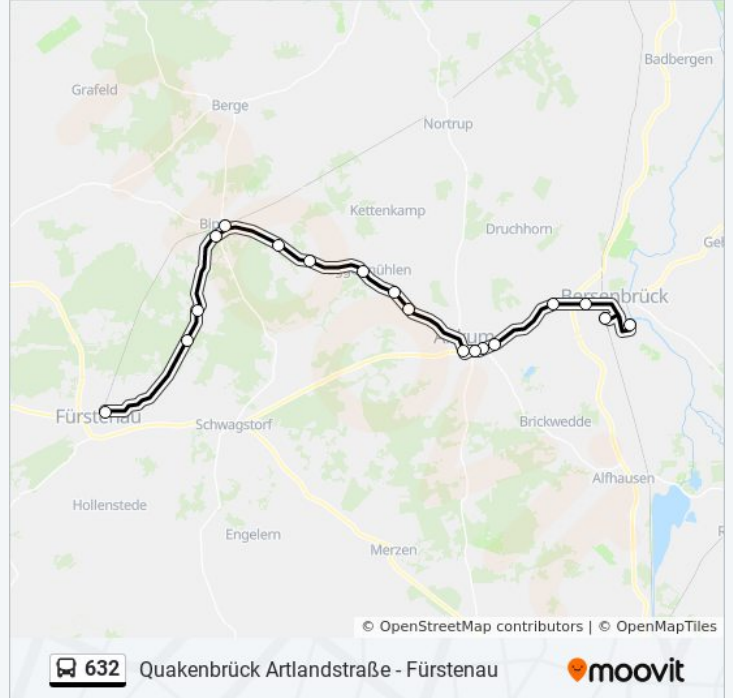 Badbergen
Grafeld
Berge
Nortrup
Kettenkamp
Druchhorn
Bersenbrück
Fürstenau
Schwagstorf
Brickwedde
Alfhausen
Hollenstede
Engelern
Merzen
© OpenStreetMap contributors | © OpenMapTiles
632 Quakenbrück Artlandstraße - Fürstenau moovit